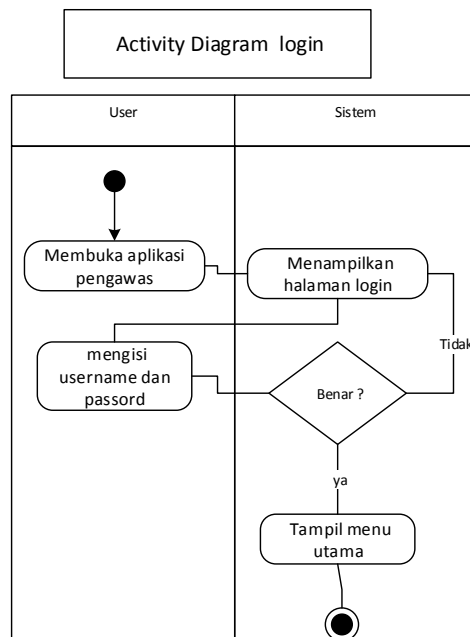 Activity Diagram login
User
Sistem
Membuka aplikasi
pengawas
Menampilkan
halaman login
Tidak
mengisi
username dan
passord
Benar ?
ya
Tampil menu
utama